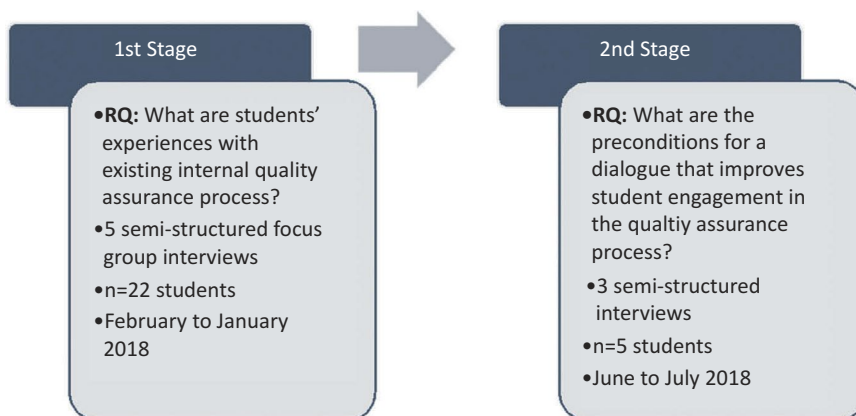 1st Stage
•RQ: What are students’
experiences with
existing internal quality
assurance process?
•5 semi-structured focus
group interviews
•n=22 students
•February to January
2018
2nd Stage
•RQ: What are the
preconditions for a
dialogue that improves
student engagement in
the qualtiy assurance
process?
•3 semi-structured
interviews
•n=5 students
•June to July 2018